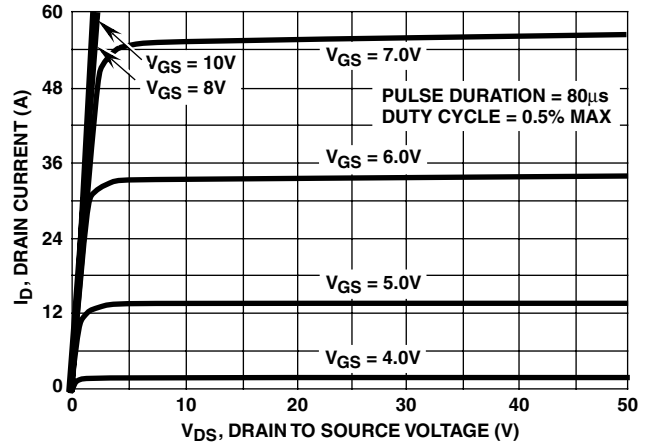 60
48
36
24
12
0
I_D, DRAIN CURRENT (A)
V_GS = 10V
V_GS = 8V
V_GS = 7.0V
PULSE DURATION = 80µs
DUTY CYCLE = 0.5% MAX
V_GS = 6.0V
V_GS = 5.0V
V_GS = 4.0V
0 10 20 30 40 50
V_DS, DRAIN TO SOURCE VOLTAGE (V)